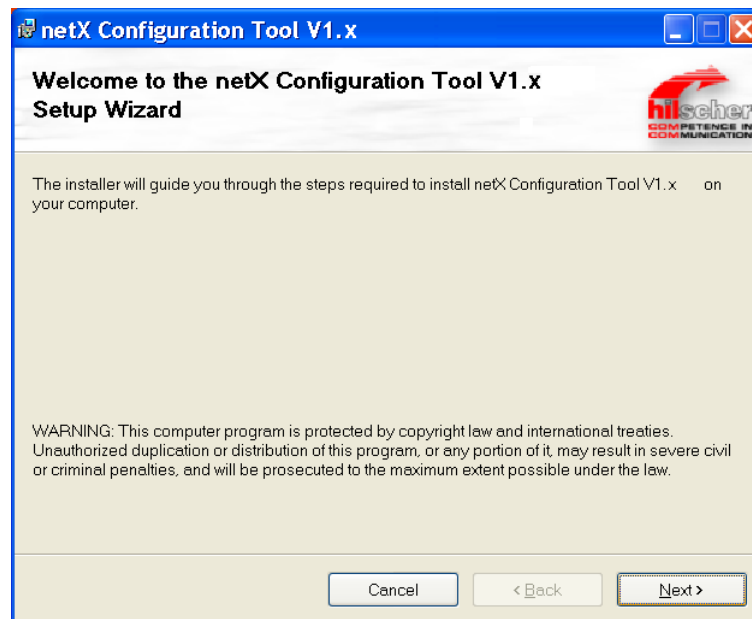 netX Configuration Tool V1.x
Welcome to the netX Configuration Tool V1.x
Setup Wizard
hilscher
COMPETENCE IN
COMMUNICATION
The installer will guide you through the steps required to install netX Configuration Tool V1.x on
your computer.
WARNING: This computer program is protected by copyright law and international treaties.
Unauthorized duplication or distribution of this program, or any portion of it, may result in severe civil
or criminal penalties, and will be prosecuted to the maximum extent possible under the law.
Cancel
< Back
Next >